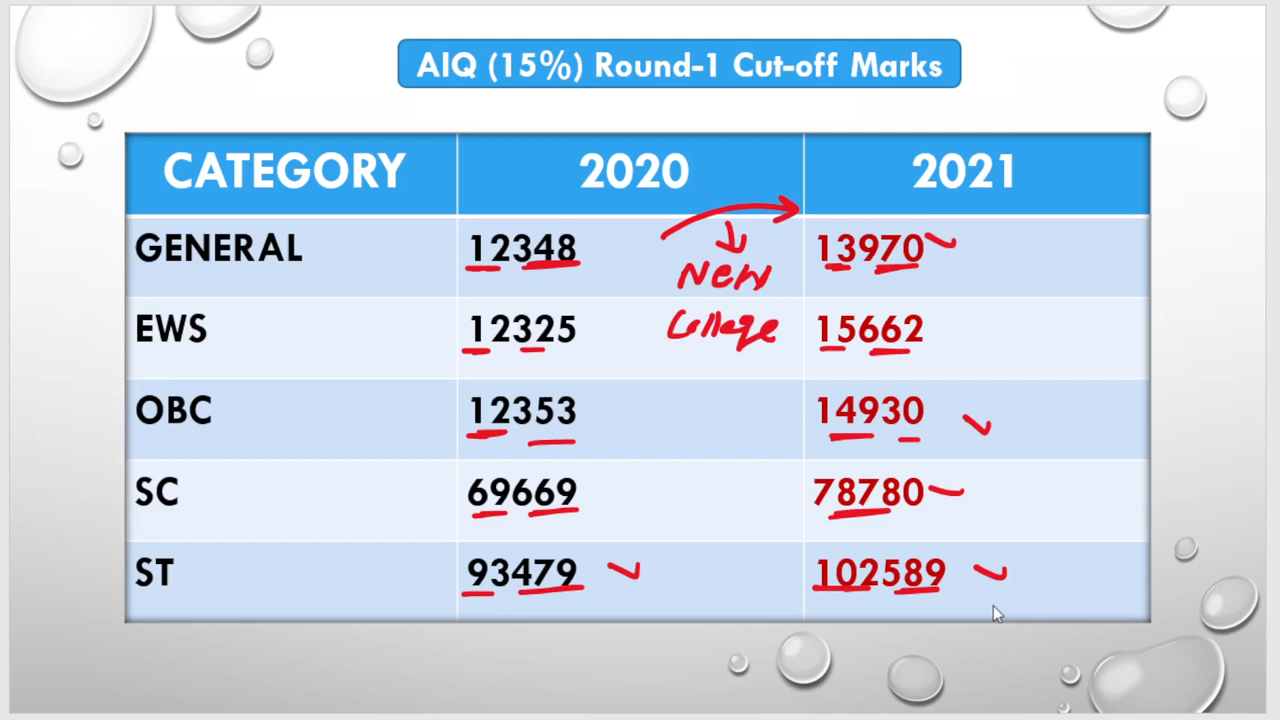 AIQ (15%) Round-1 Cut-off Marks
CATEGORY 2020 2021
GENERAL 12348 13970
New
EWS 12325 College 15662
OBC 12353 14930
SC 69669 78780
ST 93479 102589